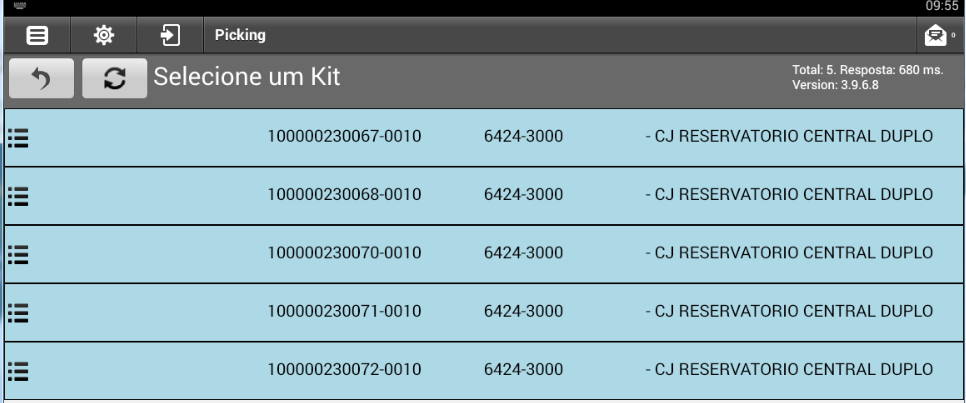 09:55
Picking
0
Selecione um Kit
Total: 5. Resposta: 680 ms.
Version: 3.9.6.8
100000230067-0010 6424-3000 - CJ RESERVATORIO CENTRAL DUPLO
100000230068-0010 6424-3000 - CJ RESERVATORIO CENTRAL DUPLO
100000230070-0010 6424-3000 - CJ RESERVATORIO CENTRAL DUPLO
100000230071-0010 6424-3000 - CJ RESERVATORIO CENTRAL DUPLO
100000230072-0010 6424-3000 - CJ RESERVATORIO CENTRAL DUPLO